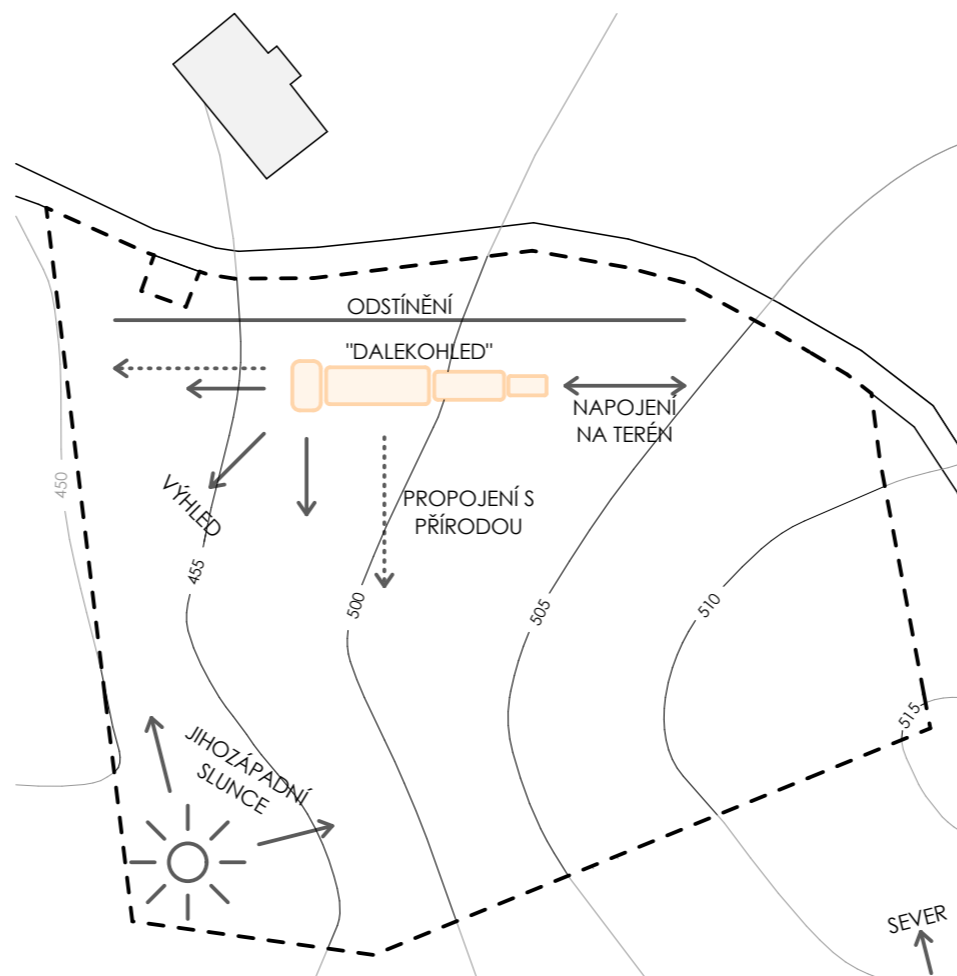 ODSTÍNĚNÍ
"DALEKOHLED"
NAPOJENÍ
NA TERÉN
450
VÝHLED
PROPOJENÍ S
PŘÍRODOU
455
500
505
510
515
JIHOZÁPADNÍ
SLUNCE
SEVER